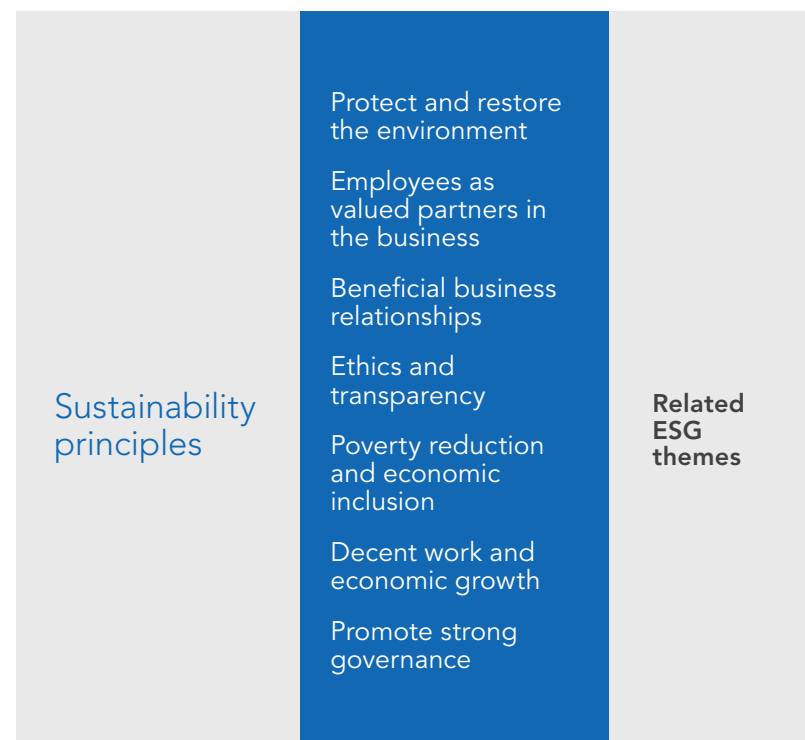 Sustainability
principles
Protect and restore
the environment
Employees as
valued partners in
the business
Beneficial business
relationships
Ethics and
transparency
Poverty reduction
and economic
inclusion
Decent work and
economic growth
Promote strong
governance
Related
ESG
themes